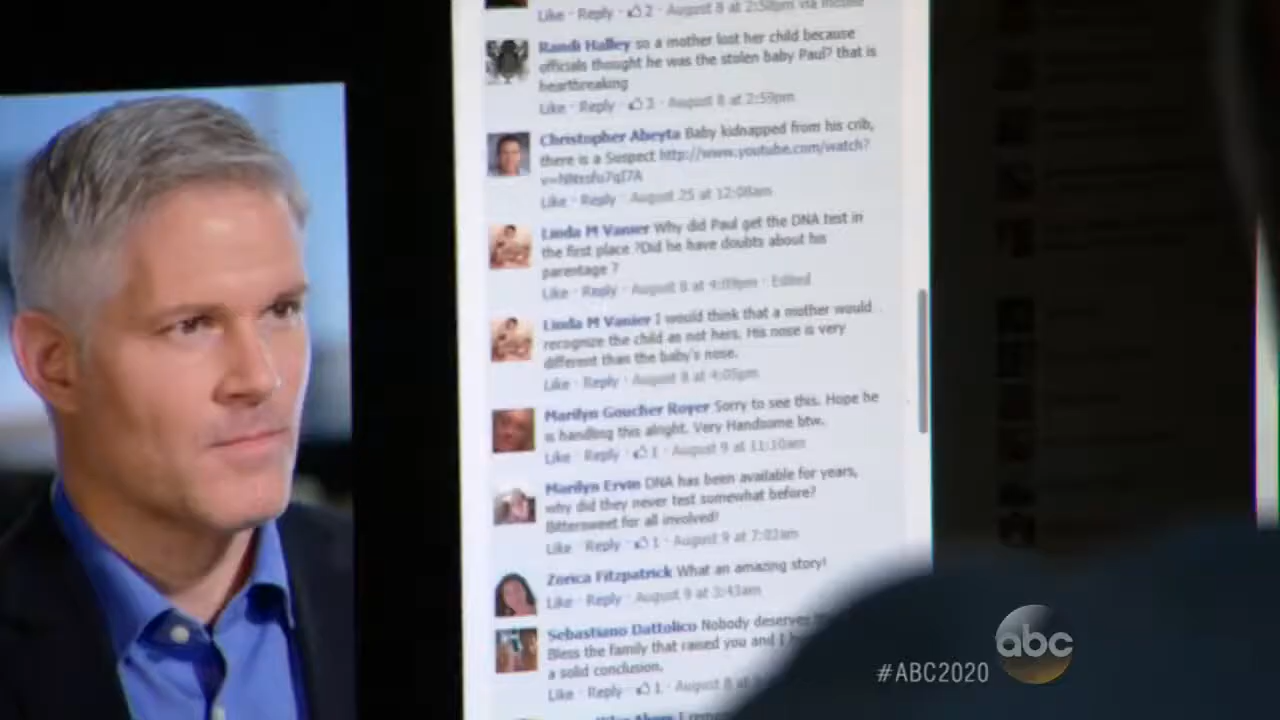 Like · Reply · 2 · August 8 at 2:58pm via mobile
Randi Halley so a mother lost her child because
officials thought he was the stolen baby Paul? that is
heartbreaking
Like · Reply · 3 · August 8 at 2:59pm
Christopher Abeyta Baby kidnapped from his crib,
there is a Suspect http://www.youtube.com/watch?
Like · Reply · August 25 at 12:08am
Linda M Vanier Why did Paul get the DNA test in
the first place ?Did he have doubts about his
parentage ?
Like · Reply · August 8 at 4:09pm · Edited
Linda M Vanier I would think that a mother would
recognize the child as not hers. His nose is very
different than the baby's nose.
Like · Reply · August 8 at 4:05pm
Marilyn Goucher Royer Sorry to see this. Hope he
is handling this alright. Very Handsome btw.
Like · Reply · 1 · August 9 at 11:10am
Marilyn Ervin DNA has been available for years,
why did they never test somewhat before?
Bittersweet for all involved!
Like · Reply · 1 · August 9 at 7:02am
Zorica Fitzpatrick What an amazing story!
Like · Reply · August 9 at 3:43am
Sebastiano Dattolico Nobody deserves
Bless the family that raised you and I
a solid conclusion.
Like · Reply · 1 · August 8 at
abc
#ABC2020